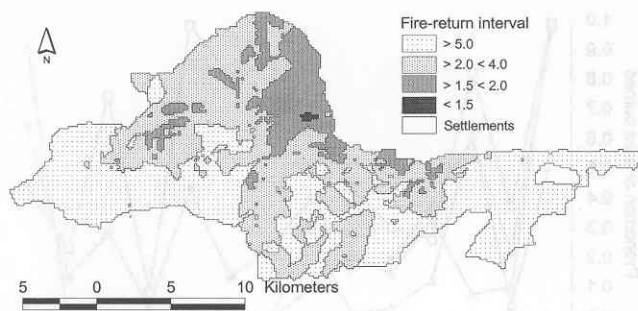 Fire-return interval
> 5.0
> 2.0 < 4.0
> 1.5 < 2.0
< 1.5
Settlements
N
5 0 5 10 Kilometers